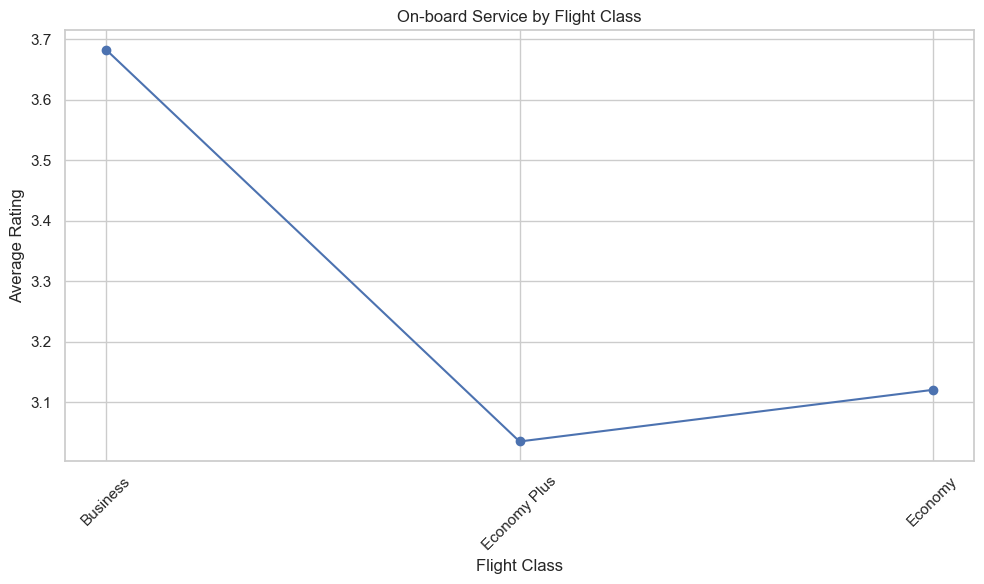 On-board Service by Flight Class
Average Rating
3.7
3.6
3.5
3.4
3.3
3.2
3.1
Business
Economy Plus
Economy
Flight Class